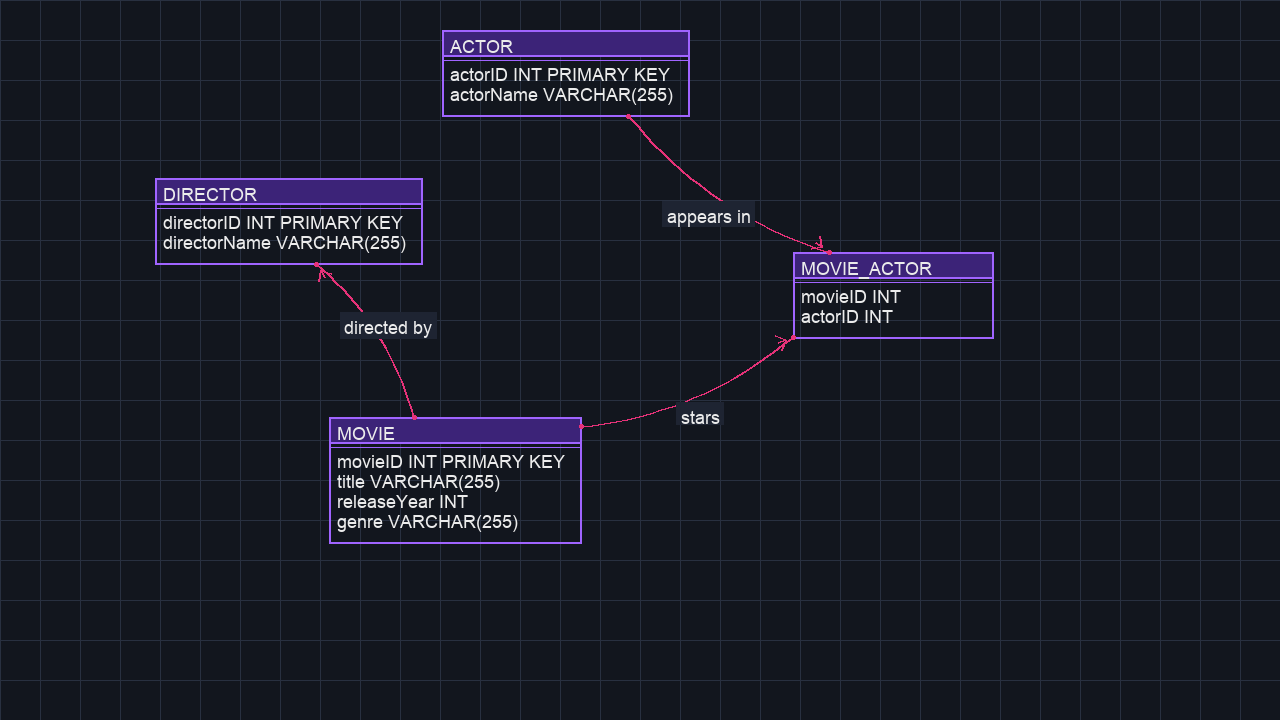 ACTOR
actorID INT PRIMARY KEY
actorName VARCHAR(255)
DIRECTOR
directorID INT PRIMARY KEY
directorName VARCHAR(255)
appears in
MOVIE_ACTOR
movieID INT
actorID INT
directed by
stars
MOVIE
movieID INT PRIMARY KEY
title VARCHAR(255)
releaseYear INT
genre VARCHAR(255)